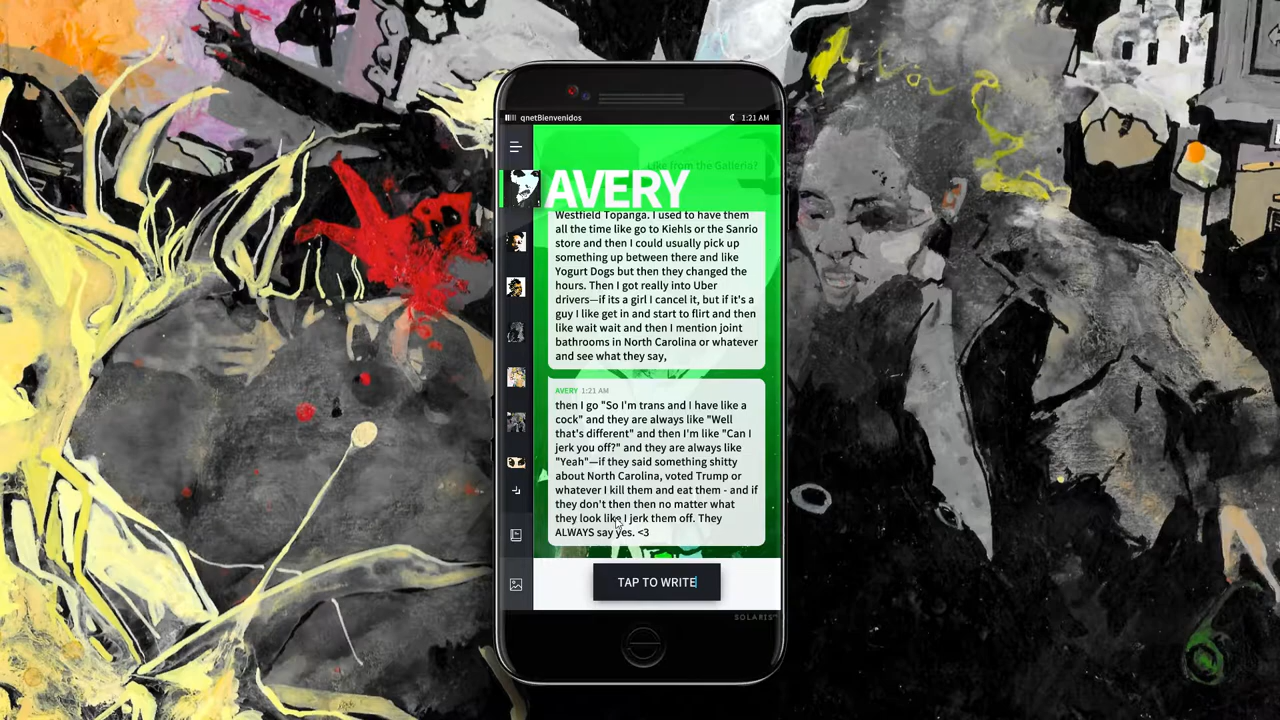 qnetBienvenidos
1:21 AM
Like from the Galleria?
AVERY
Westfield Topanga. I used to have them
all the time like go to Kiehls or the Sanrio
store and then I could usually pick up
something up between there and like
Yogurt Dogs but then they changed the
hours. Then I got really into Uber
drivers—if its a girl I cancel it, but if it's a
guy I like get in and start to flirt and then
like wait wait and then I mention joint
bathrooms in North Carolina or whatever
and see what they say,
AVERY 1:21 AM
then I go "So I'm trans and I have like a
cock" and they are always like "Well
that's different" and then I'm like "Can I
jerk you off?" and they are always like
"Yeah"—if they said something shitty
about North Carolina, voted Trump or
whatever I kill them and eat them - and if
they don't then then no matter what
they look like I jerk them off. They
ALWAYS say yes. <3
TAP TO WRITE
SOLARIS